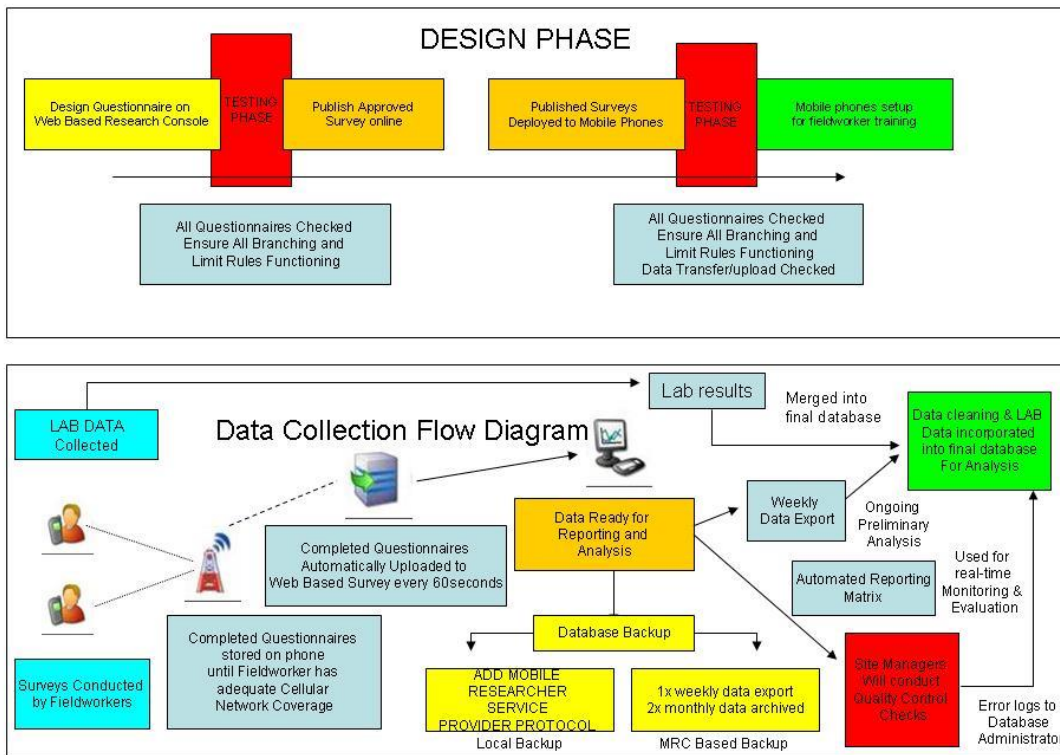 DESIGN PHASE
Design Questionnaire on
Web Based Research Console
TESTING
PHASE
Publish Approved
Survey online
Published Surveys
Deployed to Mobile Phones
TESTING
PHASE
Mobile phones setup
for fieldworker training
All Questionnaires Checked
Ensure All Branching and
Limit Rules Functioning
All Questionnaires Checked
Ensure All Branching and
Limit Rules Functioning
Data Transfer/upload Checked
LAB DATA
Collected
Lab results
Merged into
final database
Data cleaning & LAB
Data incorporated
into final database
For Analysis
Data Collection Flow Diagram
Completed Questionnaires
Automatically Uploaded to
Web Based Survey every 60seconds
Data Ready for
Reporting and
Analysis
Weekly
Data Export
Ongoing
Preliminary
Analysis
Automated Reporting
Matrix
Used for
real-time
Monitoring &
Evaluation
Surveys Conducted
by Fieldworkers
Completed Questionnaires
stored on phone
until Fieldworker has
adequate Cellular
Network Coverage
Database Backup
ADD MOBILE
RESEARCHER
SERVICE
PROVIDER PROTOCOL
Local Backup
1x weekly data export
2x monthly data archived
MRC Based Backup
Site Managers
Will conduct
Quality Control
Checks
Error logs to
Database
Administrator